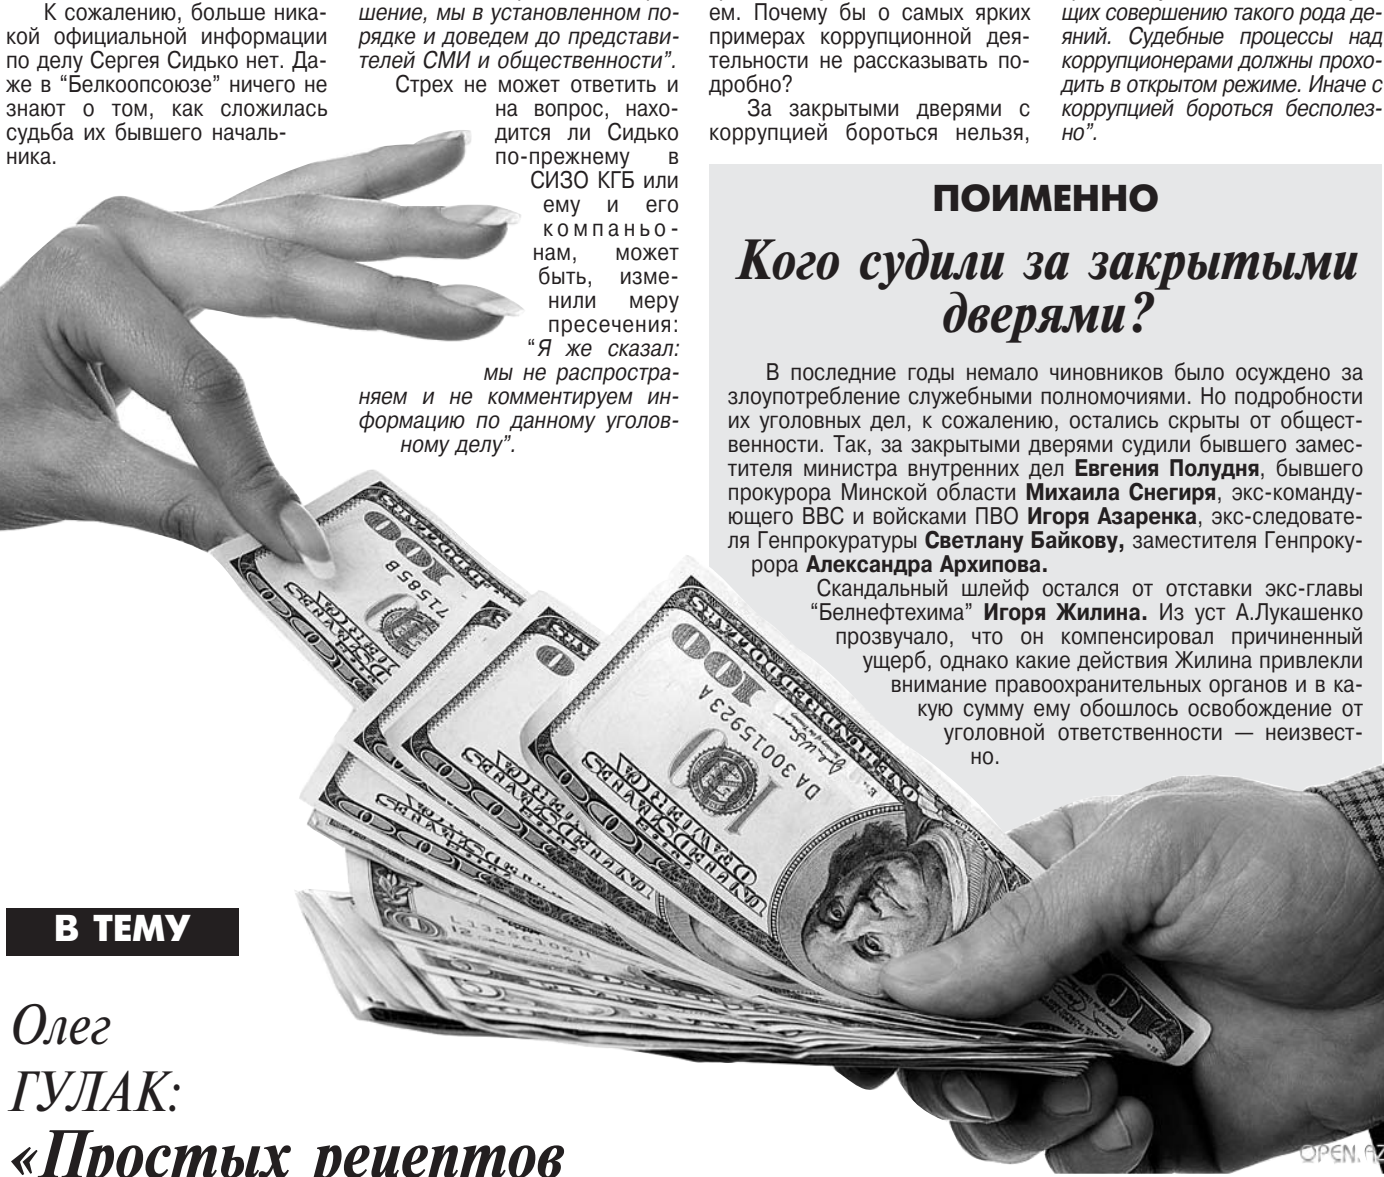 К сожалению, больше ника-
кой официальной информации
по делу Сергея Сидько нет. Да-
же в “Белкоопсоюзе” ничего не
знают о том, как сложилась
судьба их бывшего началь-
ника.
шение, мы в установленном по-
рядке и доведем до представи-
телей СМИ и общественности”.
Стрех не может ответить и
на вопрос, нахо-
дится ли Сидько
по-прежнему в
СИЗО КГБ или
ему и его
компаньо-
нам, может
быть, изме-
нили меру
пресечения:
“Я же сказал:
мы не распростра-
няем и не комментируем ин-
формацию по данному уголов-
ному делу”.
ем. Почему бы о самых ярких
примерах коррупционной дея-
тельности не рассказывать по-
дробно?
За закрытыми дверями с
коррупцией бороться нельзя,
щих совершению такого рода де-
яний. Судебные процессы над
коррупционерами должны прохо-
дить в открытом режиме. Иначе с
коррупцией бороться бесполез-
но”.
ПОИМЕННО
Кого судили за закрытыми
дверями?
В последние годы немало чиновников было осуждено за
злоупотребление служебными полномочиями. Но подробности
их уголовных дел, к сожалению, остались скрыты от общест-
венности. Так, за закрытыми дверями судили бывшего замес-
тителя министра внутренних дел Евгения Полудня, бывшего
прокурора Минской области Михаила Снегиря, экс-команду-
ющего ВВС и войсками ПВО Игоря Азаренка, экс-следовате-
ля Генпрокуратуры Светлану Байкову, заместителя Генпроку-
рора Александра Архипова.
Скандальный шлейф остался от отставки экс-главы
“Белнефтехима” Игоря Жилина. Из уст А.Лукашенко
прозвучало, что он компенсировал причиненный
ущерб, однако какие действия Жилина привлекли
внимание правоохранительных органов и в ка-
кую сумму ему обошлось освобождение от
уголовной ответственности — неизвест-
но.
100
71585B
100
DA 30015923 A
В ТЕМУ
Олег
ГУЛАК:
«Простых рецептов
OPEN.AZ